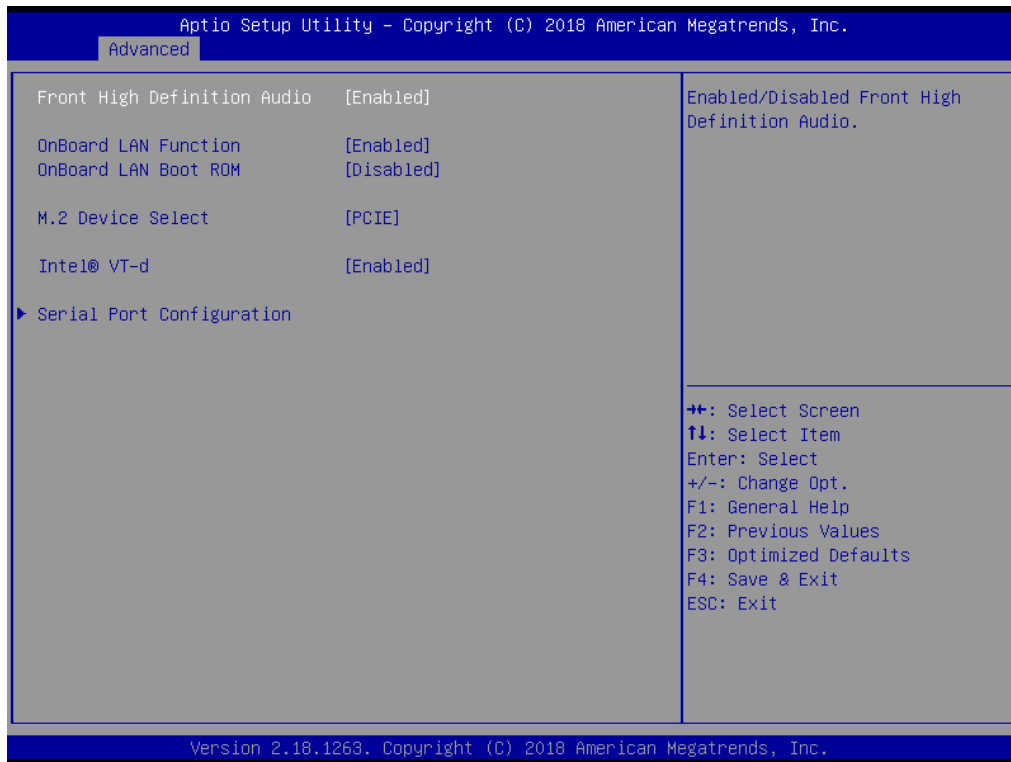 Aptio Setup Utility – Copyright (C) 2018 American Megatrends, Inc.
Advanced
Front High Definition Audio [Enabled]
OnBoard LAN Function [Enabled]
OnBoard LAN Boot ROM [Disabled]
M.2 Device Select [PCIE]
Intel® VT-d [Enabled]
▶ Serial Port Configuration
Enabled/Disabled Front High
Definition Audio.
→←: Select Screen
↑↓: Select Item
Enter: Select
+/-: Change Opt.
F1: General Help
F2: Previous Values
F3: Optimized Defaults
F4: Save & Exit
ESC: Exit
Version 2.18.1263. Copyright (C) 2018 American Megatrends, Inc.